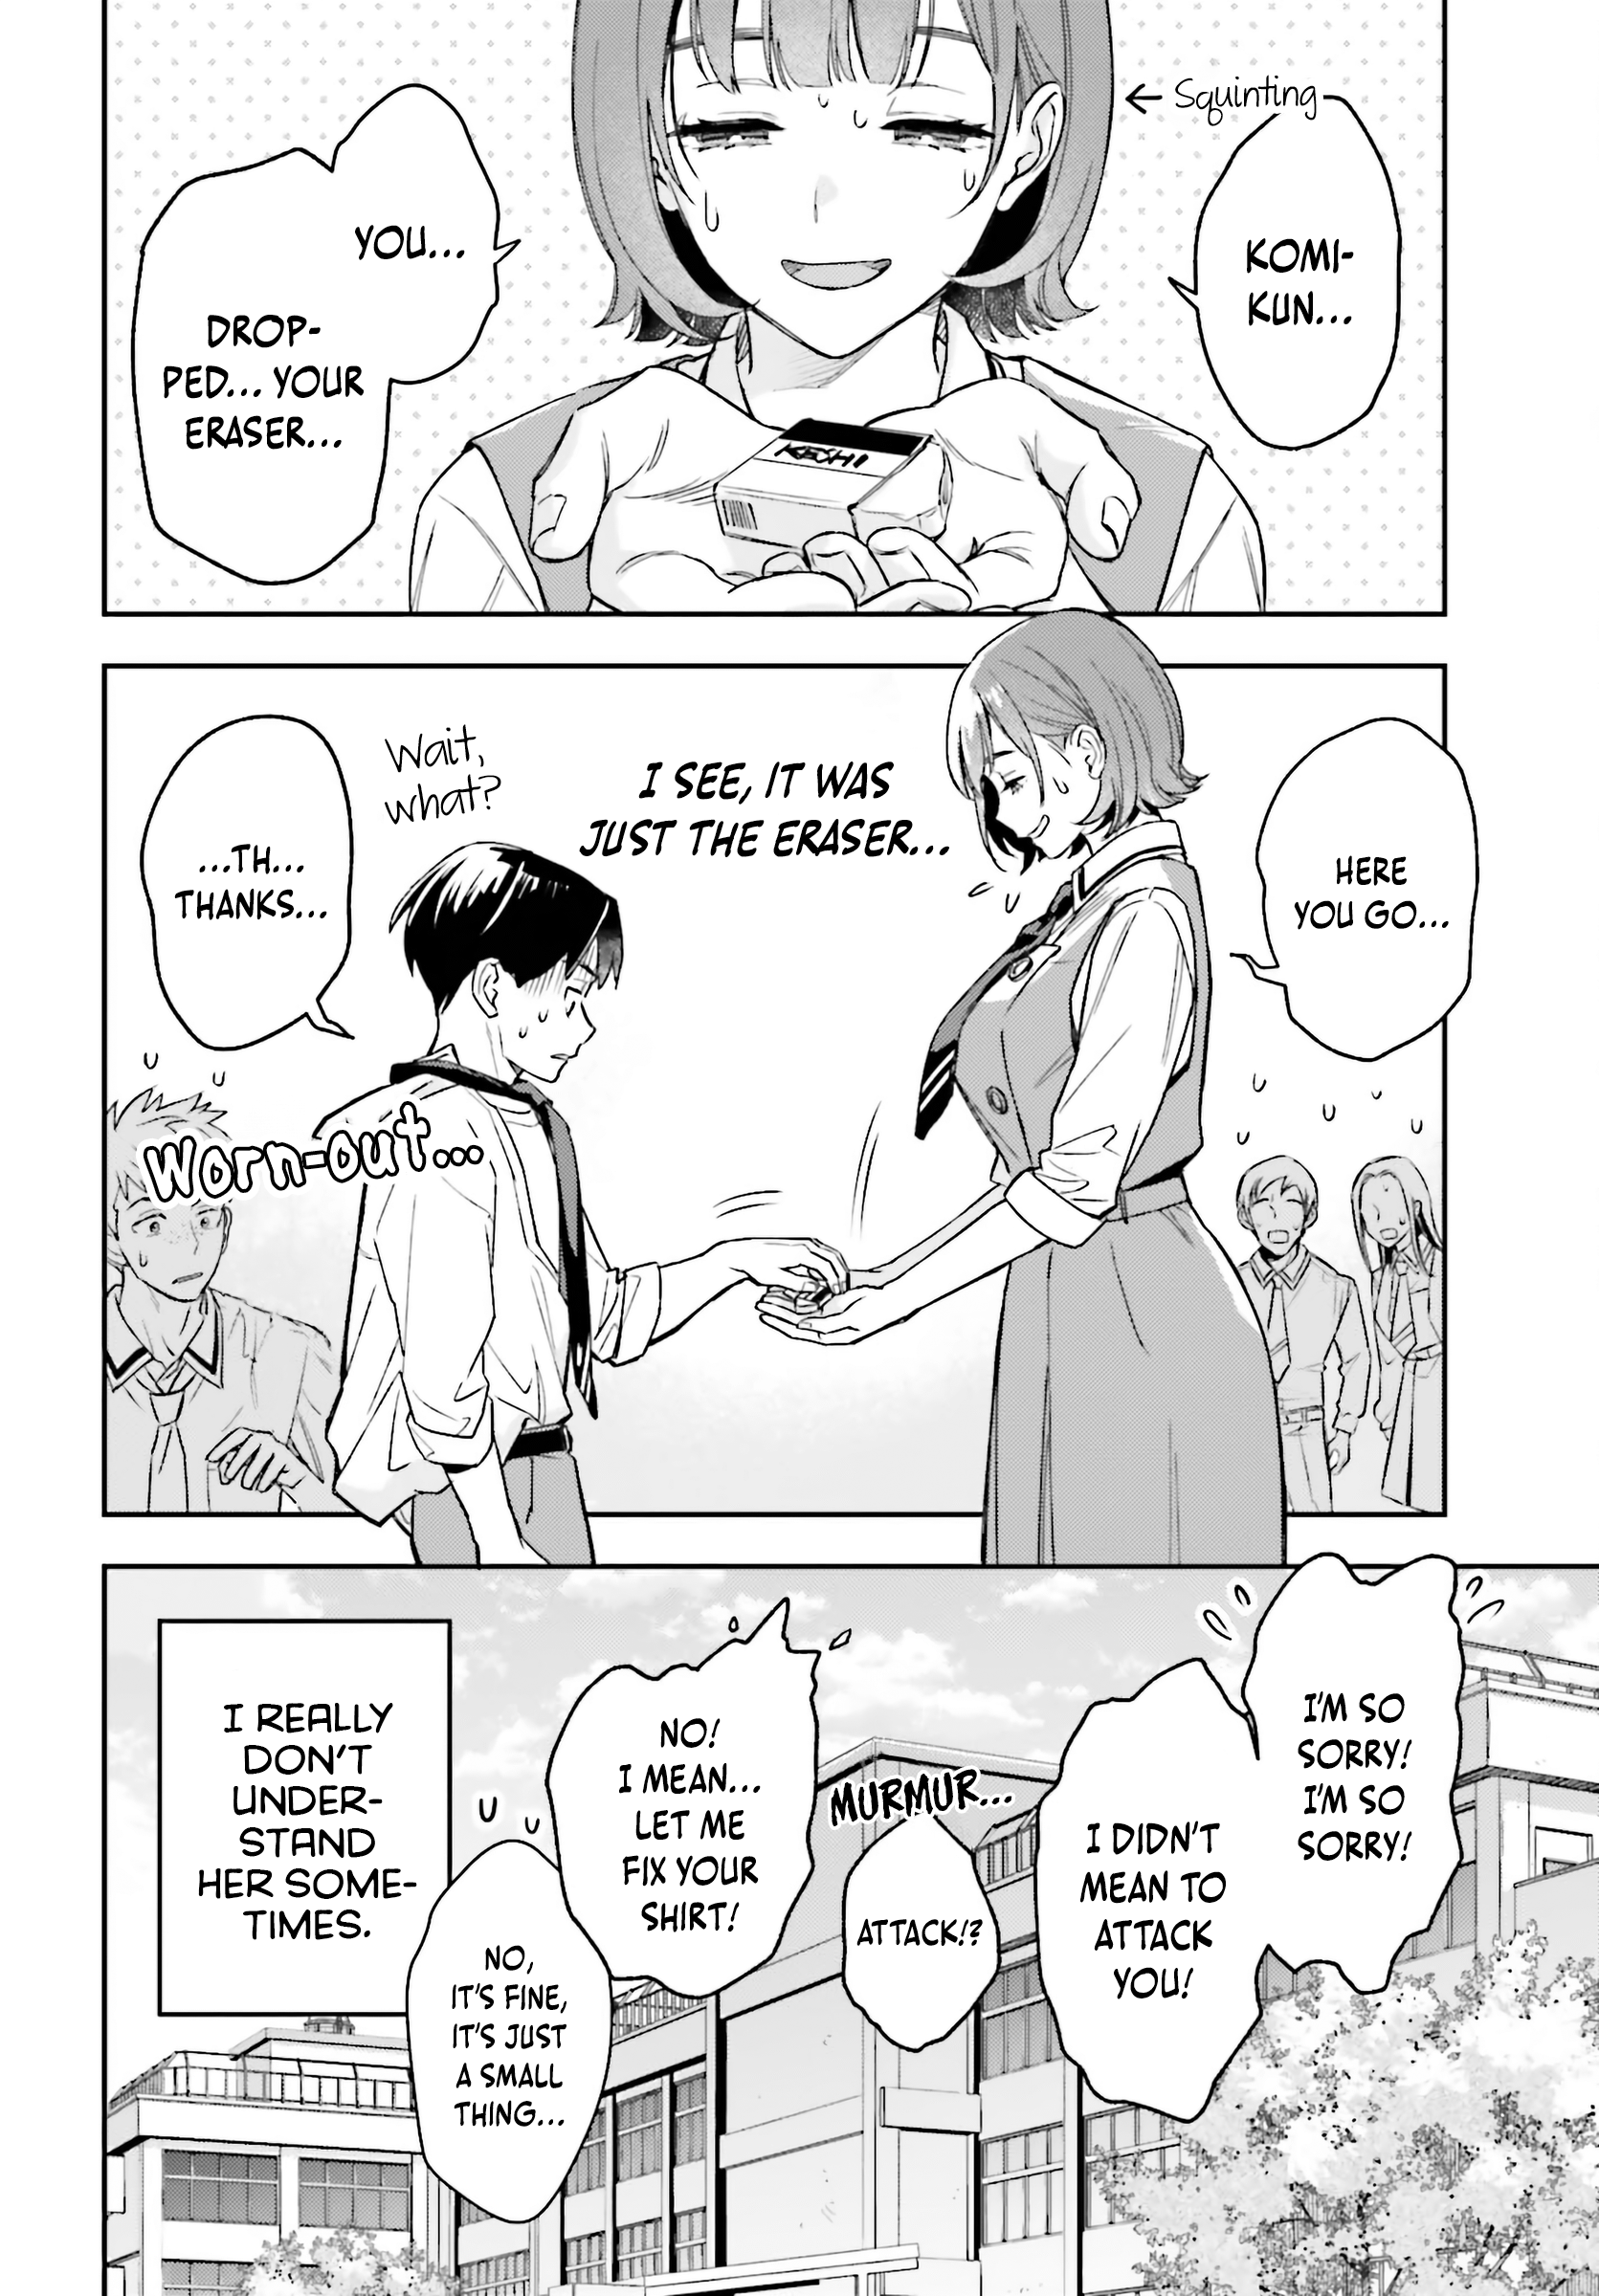 Squinting
KOMI-
KUN...
YOU...
DROP-
PED... YOUR
ERASER...
KESHI
HERE
YOU GO...
I SEE, IT WAS
JUST THE ERASER...
Wait,
what?
...TH...
THANKS...
Worn-out...
I'M SO
SORRY!
I'M SO
SORRY!
I DIDN'T
MEAN TO
ATTACK
YOU!
MURMUR...
ATTACK!?
NO!
I MEAN...
LET ME
FIX YOUR
SHIRT!
NO,
IT'S FINE,
IT'S JUST
A SMALL
THING...
I REALLY
DON'T
UNDER-
STAND
HER SOME-
TIMES.